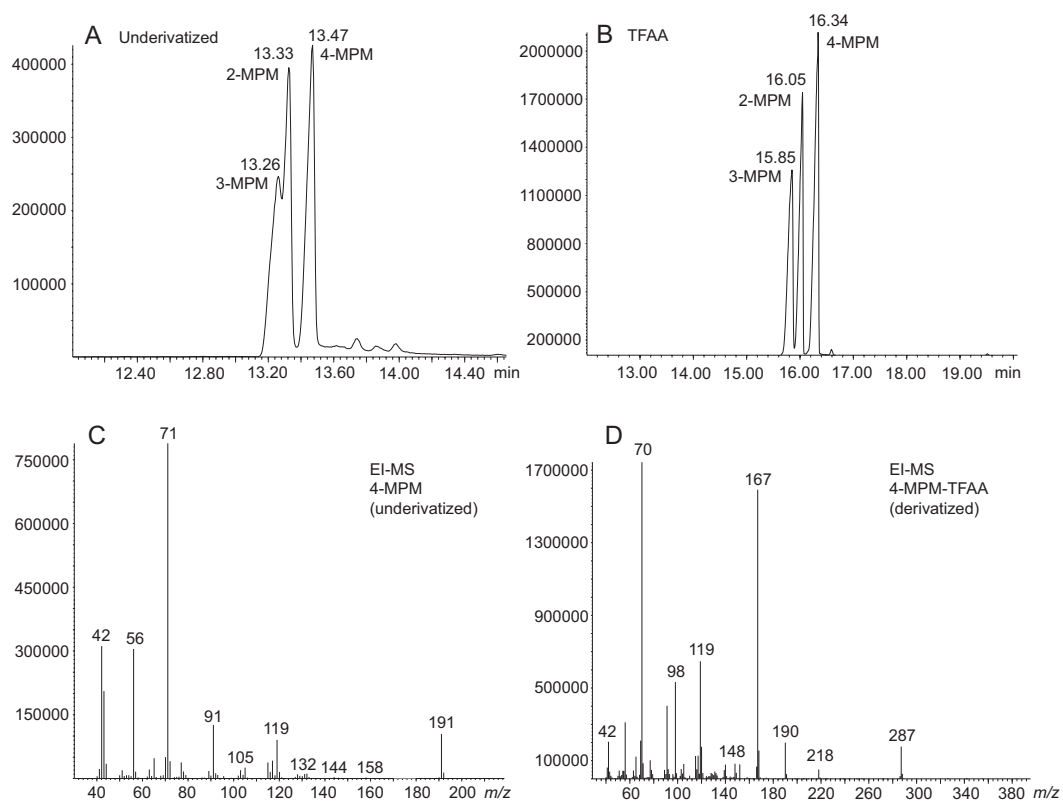 A Underivatized
13.47
4-MPM
13.33
2-MPM
13.26
3-MPM
400000
300000
200000
100000
12.40 12.80 13.20 13.60 14.00 14.40 min
B TFAA
16.34
4-MPM
16.05
2-MPM
15.85
3-MPM
2000000
1700000
1400000
1100000
800000
500000
200000
13.00 14.00 15.00 16.00 17.00 18.00 19.00 min
C
71
EI-MS
4-MPM
(underivatized)
750000
600000
450000
300000
150000
42 56 91 105 119 132 144 158 191
40 60 80 100 120 140 160 180 200 m/z
D
70
EI-MS
4-MPM-TFAA
(derivatized)
167
1700000
1300000
900000
500000
100000
42 98 119 148 190 218 287
60 100 140 180 220 260 300 340 380 m/z